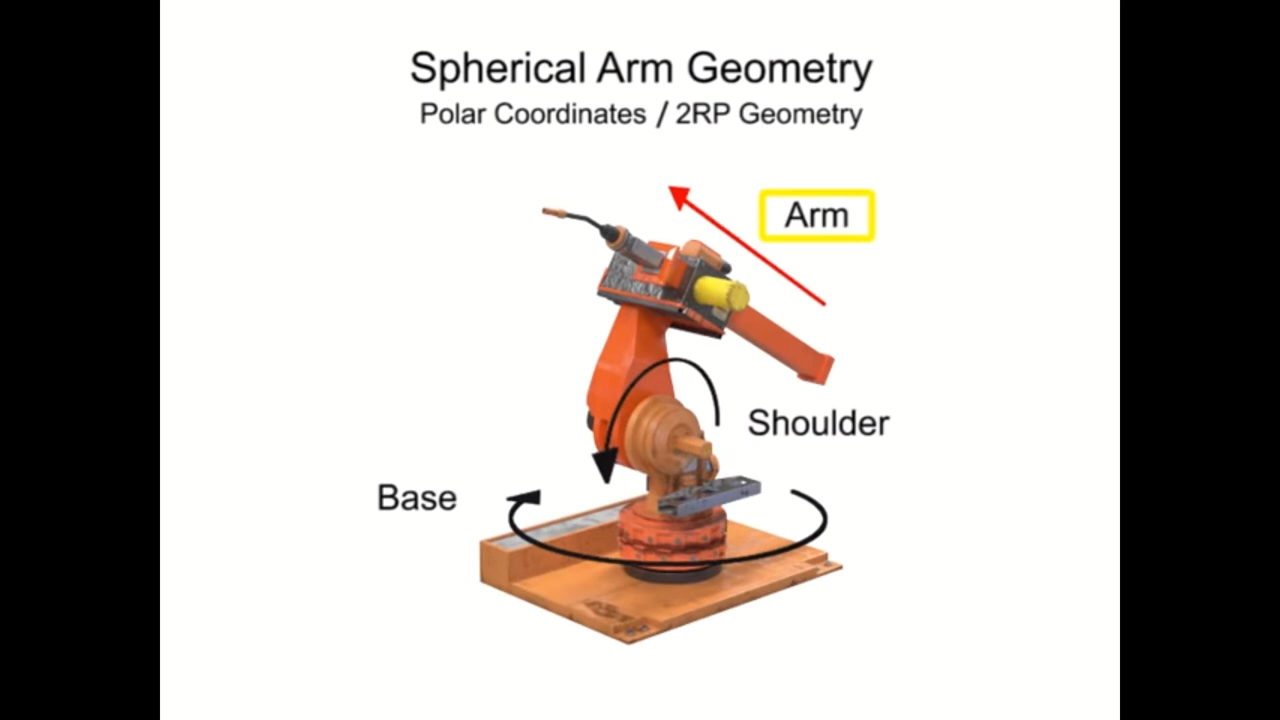 Spherical Arm Geometry
Polar Coordinates / 2RP Geometry
Arm
Shoulder
Base